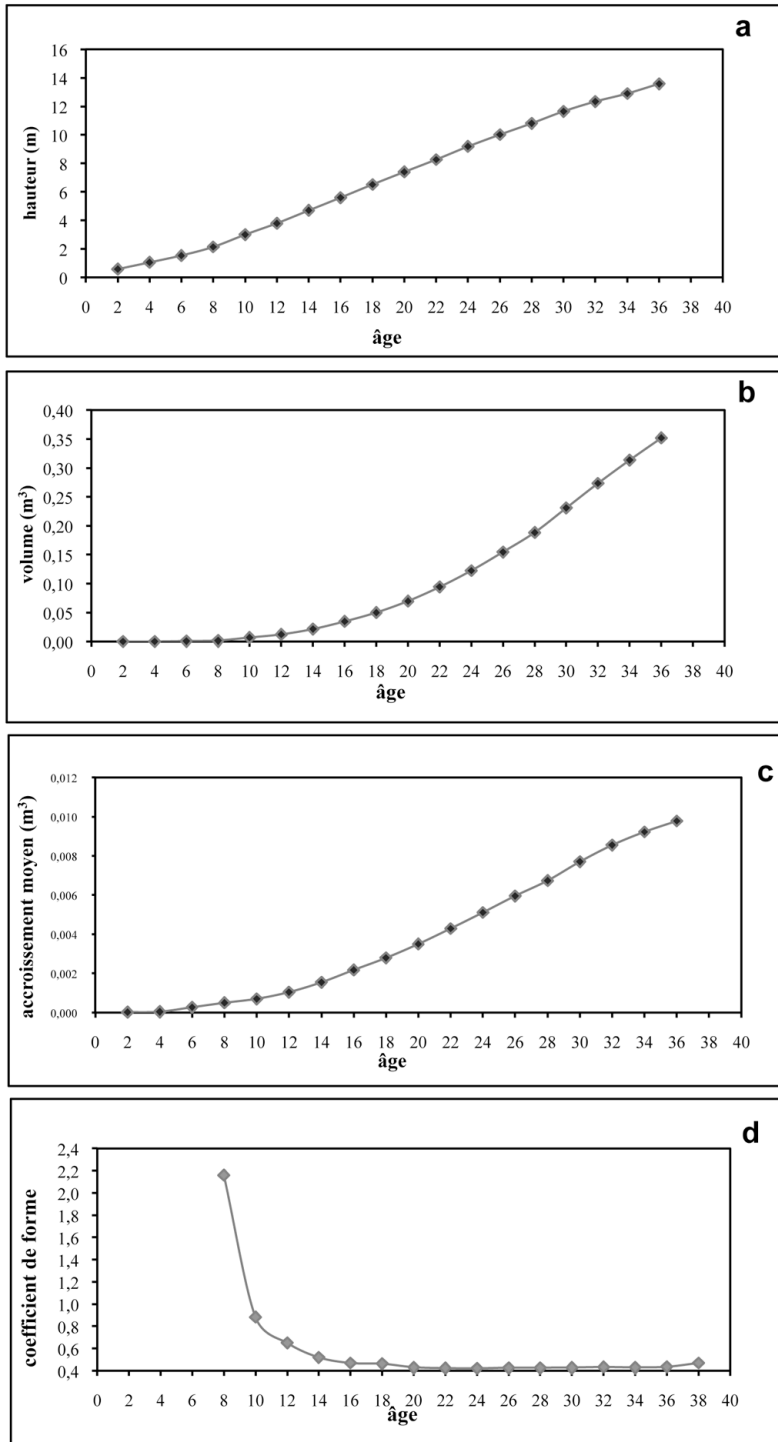 a
16
14
12
10
8
6
4
2
0
hauteur (m)
0 2 4 6 8 10 12 14 16 18 20 22 24 26 28 30 32 34 36 38 40
âge
b
0,40
0,35
0,30
0,25
0,20
0,15
0,10
0,05
0,00
volume (m³)
0 2 4 6 8 10 12 14 16 18 20 22 24 26 28 30 32 34 36 38 40
âge
c
0,012
0,010
0,008
0,006
0,004
0,002
0,000
accroissement moyen (m³)
0 2 4 6 8 10 12 14 16 18 20 22 24 26 28 30 32 34 36 38 40
âge
d
2,4
2,2
2,0
1,8
1,6
1,4
1,2
1,0
0,8
0,6
0,4
coefficient de forme
0 2 4 6 8 10 12 14 16 18 20 22 24 26 28 30 32 34 36 38 40
âge